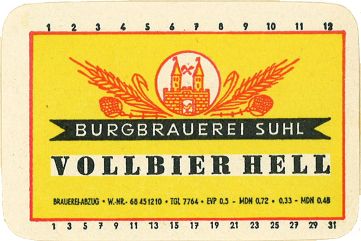 1 2 3 4 5 6 7 8 9 10 11 12
BURGBRAUEREI SUHL
VOLLBIER HELL
BRAUEREI-ABZUG • W.-NR.- 68 451210 • TGL 7764 • EVP 0,5 - MDN 0,72 • 0,33 - MDN 0,48
1 3 5 7 9 11 13 15 17 19 21 23 25 27 29 31